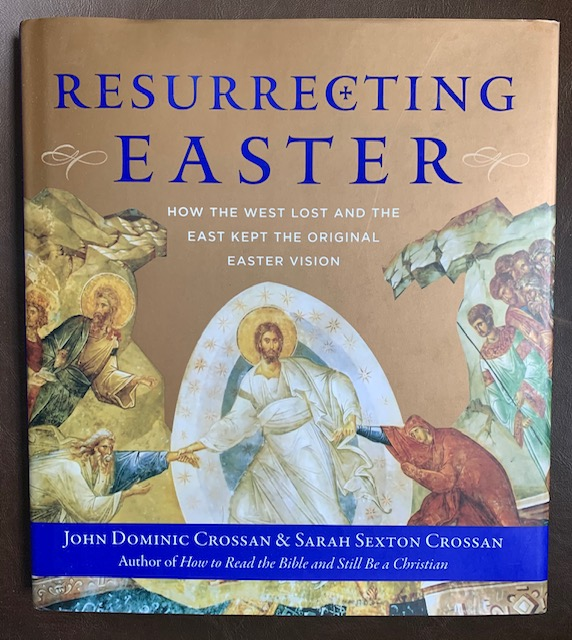 RESURRECTING
EASTER
HOW THE WEST LOST AND THE
EAST KEPT THE ORIGINAL
EASTER VISION
JOHN DOMINIC CROSSAN & SARAH SEXTON CROSSAN
Author of How to Read the Bible and Still Be a Christian